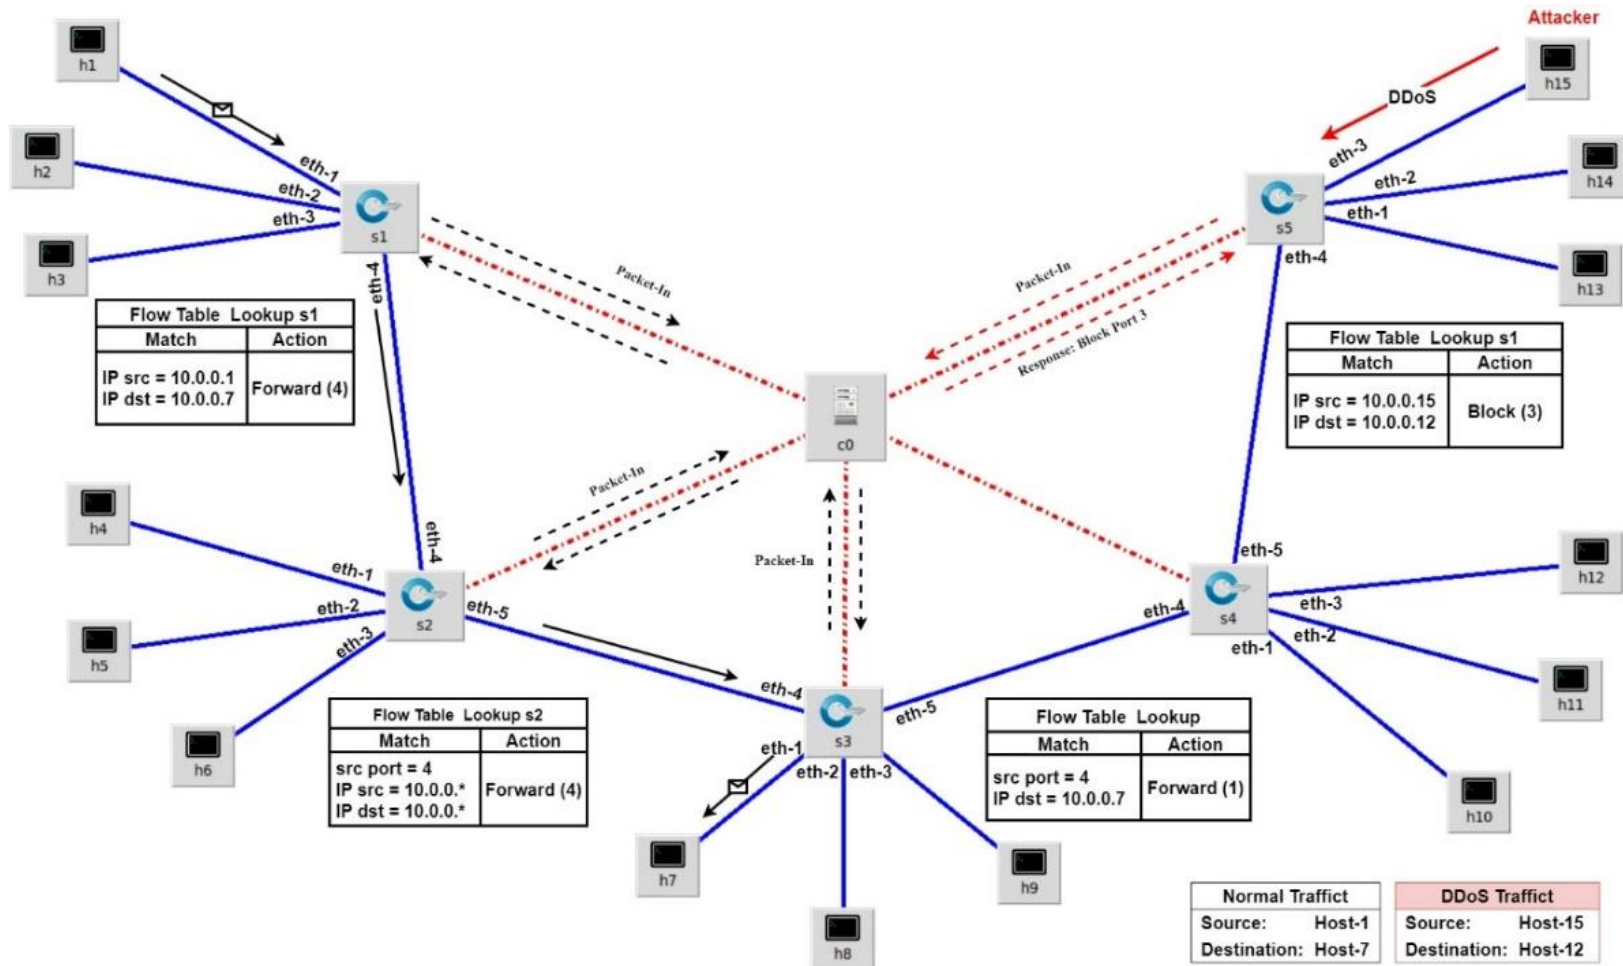 Attacker
h1
h15
DDoS
eth-3
h2
eth-1
eth-2
eth-3
s1
eth-2
h14
eth-1
s5
eth-4
h3
h13
eth-4
Packet-In
Packet-In
Response: Block Port 3
Flow Table Lookup s1
Match Action
IP src = 10.0.0.1
IP dst = 10.0.0.7
Forward (4)
Flow Table Lookup s1
Match Action
IP src = 10.0.0.15
IP dst = 10.0.0.12
Block (3)
c0
Packet-In
h4
eth-4
eth-1
eth-2
eth-3
eth-5
s2
h5
h6
Packet-In
eth-5
h12
eth-4
s4
eth-3
eth-2
eth-1
h11
h10
eth-4
eth-5
s3
eth-1
eth-2
eth-3
Flow Table Lookup s2
Match Action
src port = 4
IP src = 10.0.0.*
IP dst = 10.0.0.*
Forward (4)
Flow Table Lookup
Match Action
src port = 4
IP dst = 10.0.0.7
Forward (1)
h7
h8
h9
Normal Traffict
Source: Host-1
Destination: Host-7
DDoS Traffict
Source: Host-15
Destination: Host-12